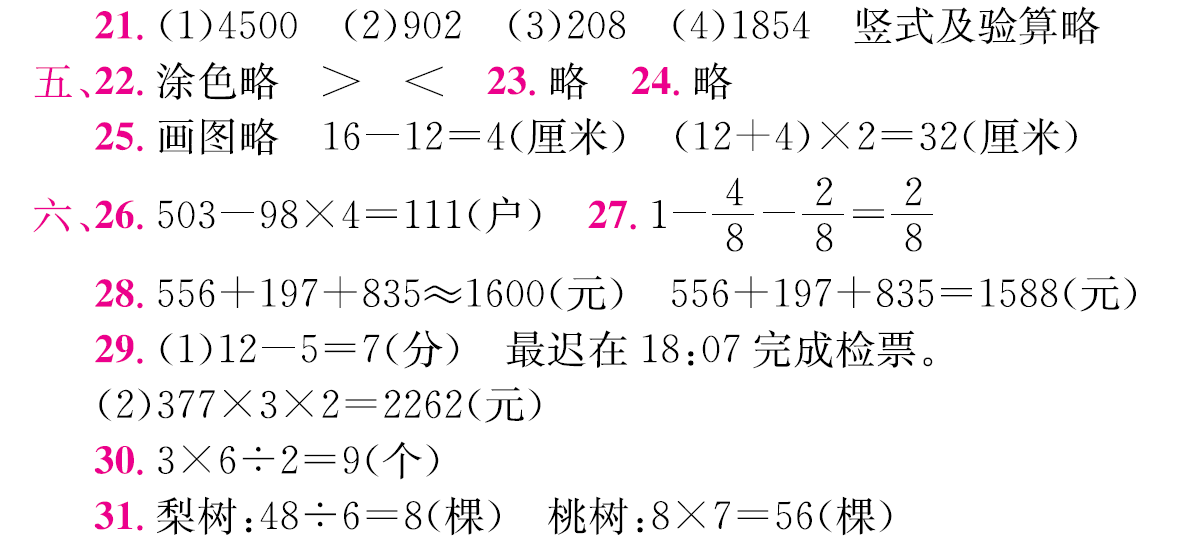 21. (1)4500 (2)902 (3)208 (4)1854 竖式及验算略
五、22. 涂色略 > < 23. 略 24. 略
25. 画图略 16-12=4(厘米) (12+4)×2=32(厘米)
六、26. 503-98×4=111(户) 27. 1-4/8-2/8=2/8
28. 556+197+835≈1600(元) 556+197+835=1588(元)
29. (1)12-5=7(分) 最迟在 18:07 完成检票。
(2)377×3×2=2262(元)
30. 3×6÷2=9(个)
31. 梨树:48÷6=8(棵) 桃树:8×7=56(棵)